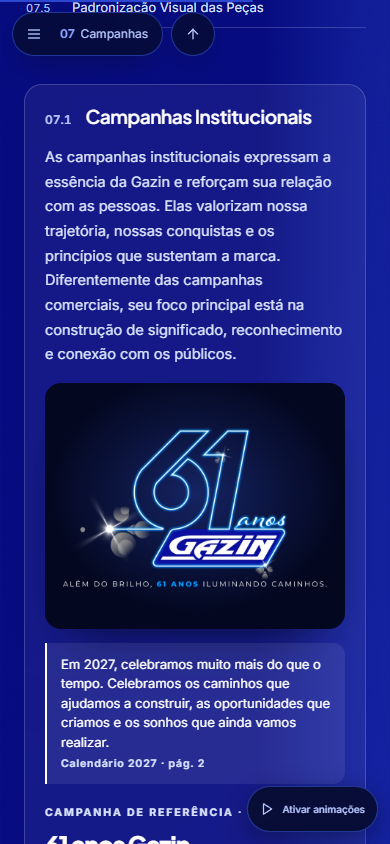 07.5 Padronização Visual das Peças
07 Campanhas
07.1 Campanhas Institucionais
As campanhas institucionais expressam a
essência da Gazin e reforçam sua relação
com as pessoas. Elas valorizam nossa
trajetória, nossas conquistas e os
princípios que sustentam a marca.
Diferentemente das campanhas
comerciais, seu foco principal está na
construção de significado, reconhecimento
e conexão com os públicos.
61 anos
GAZIN
ALÉM DO BRILHO, 61 ANOS ILUMINANDO CAMINHOS.
Em 2027, celebramos muito mais do que o
tempo. Celebramos os caminhos que
ajudamos a construir, as oportunidades que
criamos e os sonhos que ainda vamos
realizar.
Calendário 2027 · pág. 2
CAMPANHA DE REFERÊNCIA ·
Ativar animações
61 anos Gazin